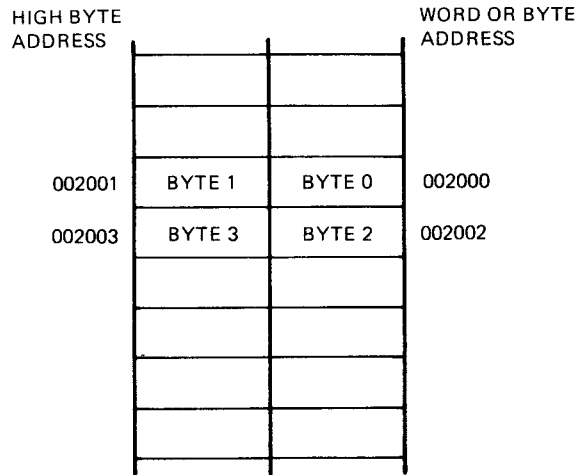 HIGH BYTE
ADDRESS
WORD OR BYTE
ADDRESS
002001 BYTE 1 BYTE 0 002000
002003 BYTE 3 BYTE 2 002002